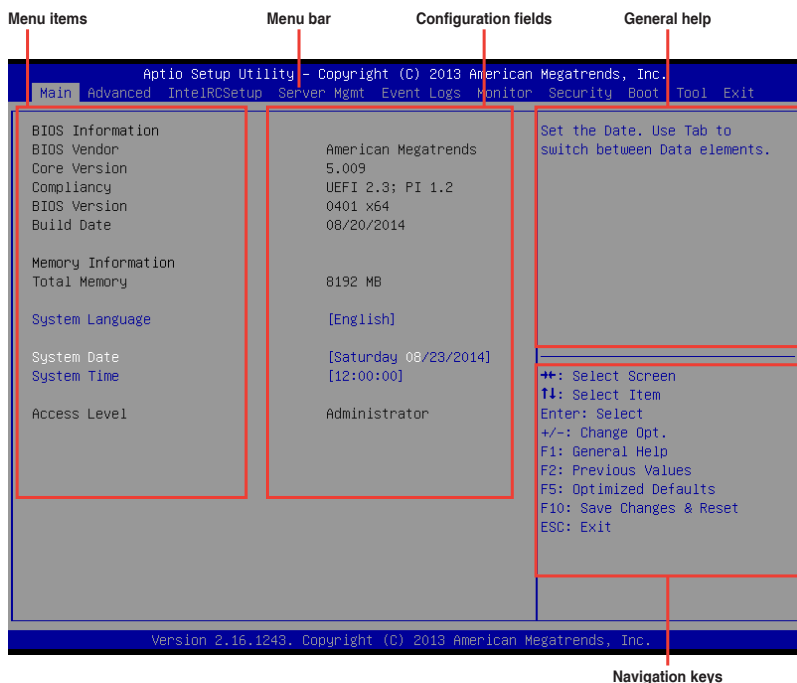 Menu items Menu bar Configuration fields General help
Aptio Setup Utility – Copyright (C) 2013 American Megatrends, Inc.
Main Advanced IntelRCSetup Server Mgmt Event Logs Monitor Security Boot Tool Exit
BIOS Information
BIOS Vendor American Megatrends
Core Version 5.009
Compliancy UEFI 2.3; PI 1.2
BIOS Version 0401 x64
Build Date 08/20/2014
Memory Information
Total Memory 8192 MB
System Language [English]
System Date [Saturday 08/23/2014]
System Time [12:00:00]
Access Level Administrator
Set the Date. Use Tab to
switch between Data elements.
→←: Select Screen
↑↓: Select Item
Enter: Select
+/-: Change Opt.
F1: General Help
F2: Previous Values
F5: Optimized Defaults
F10: Save Changes & Reset
ESC: Exit
Version 2.16.1243. Copyright (C) 2013 American Megatrends, Inc.
Navigation keys